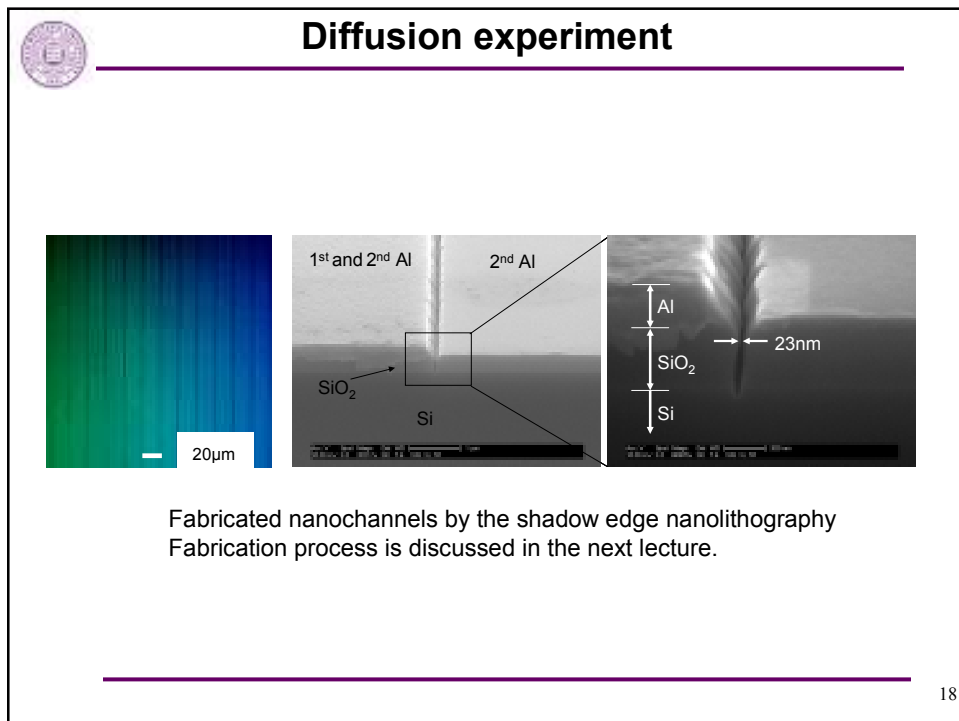 Diffusion experiment
20µm
1st and 2nd Al
2nd Al
SiO2
Si
Al
SiO2
Si
23nm
Fabricated nanochannels by the shadow edge nanolithography
Fabrication process is discussed in the next lecture.
18